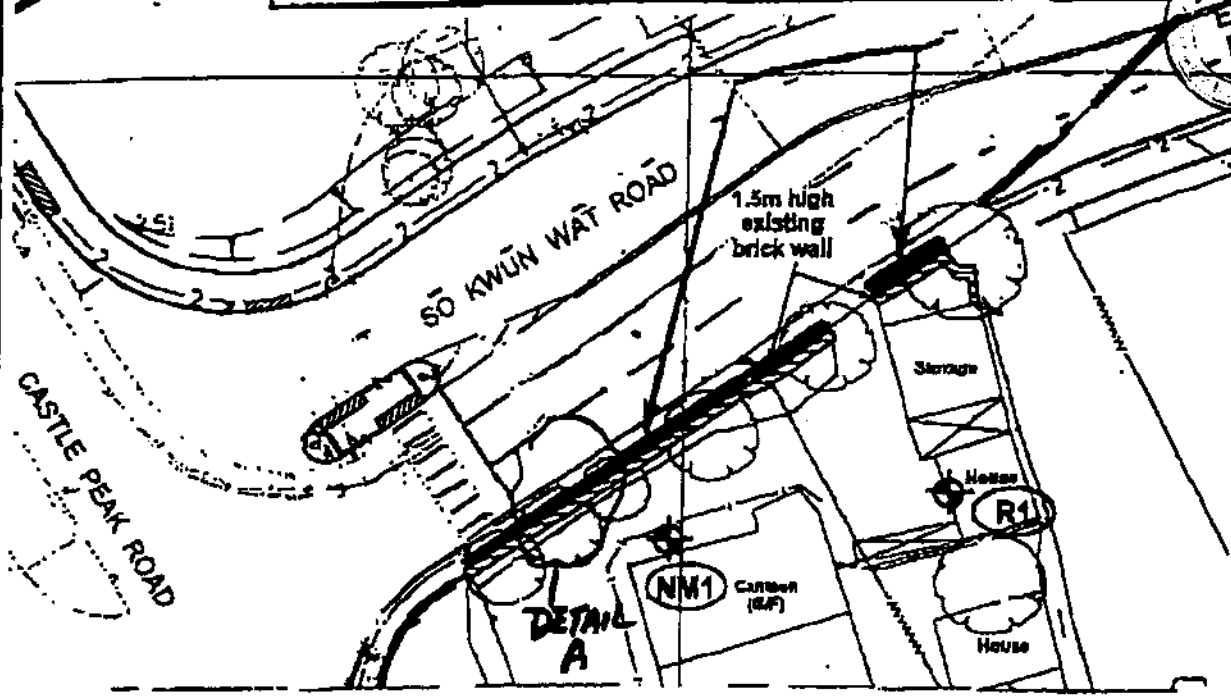 SO KWUN WAT ROAD
1.5m high
existing
brick wall
CASTLE PEAK ROAD
Storage
House
R1
NM1
Canteen
(G/F)
DETAIL
A
House